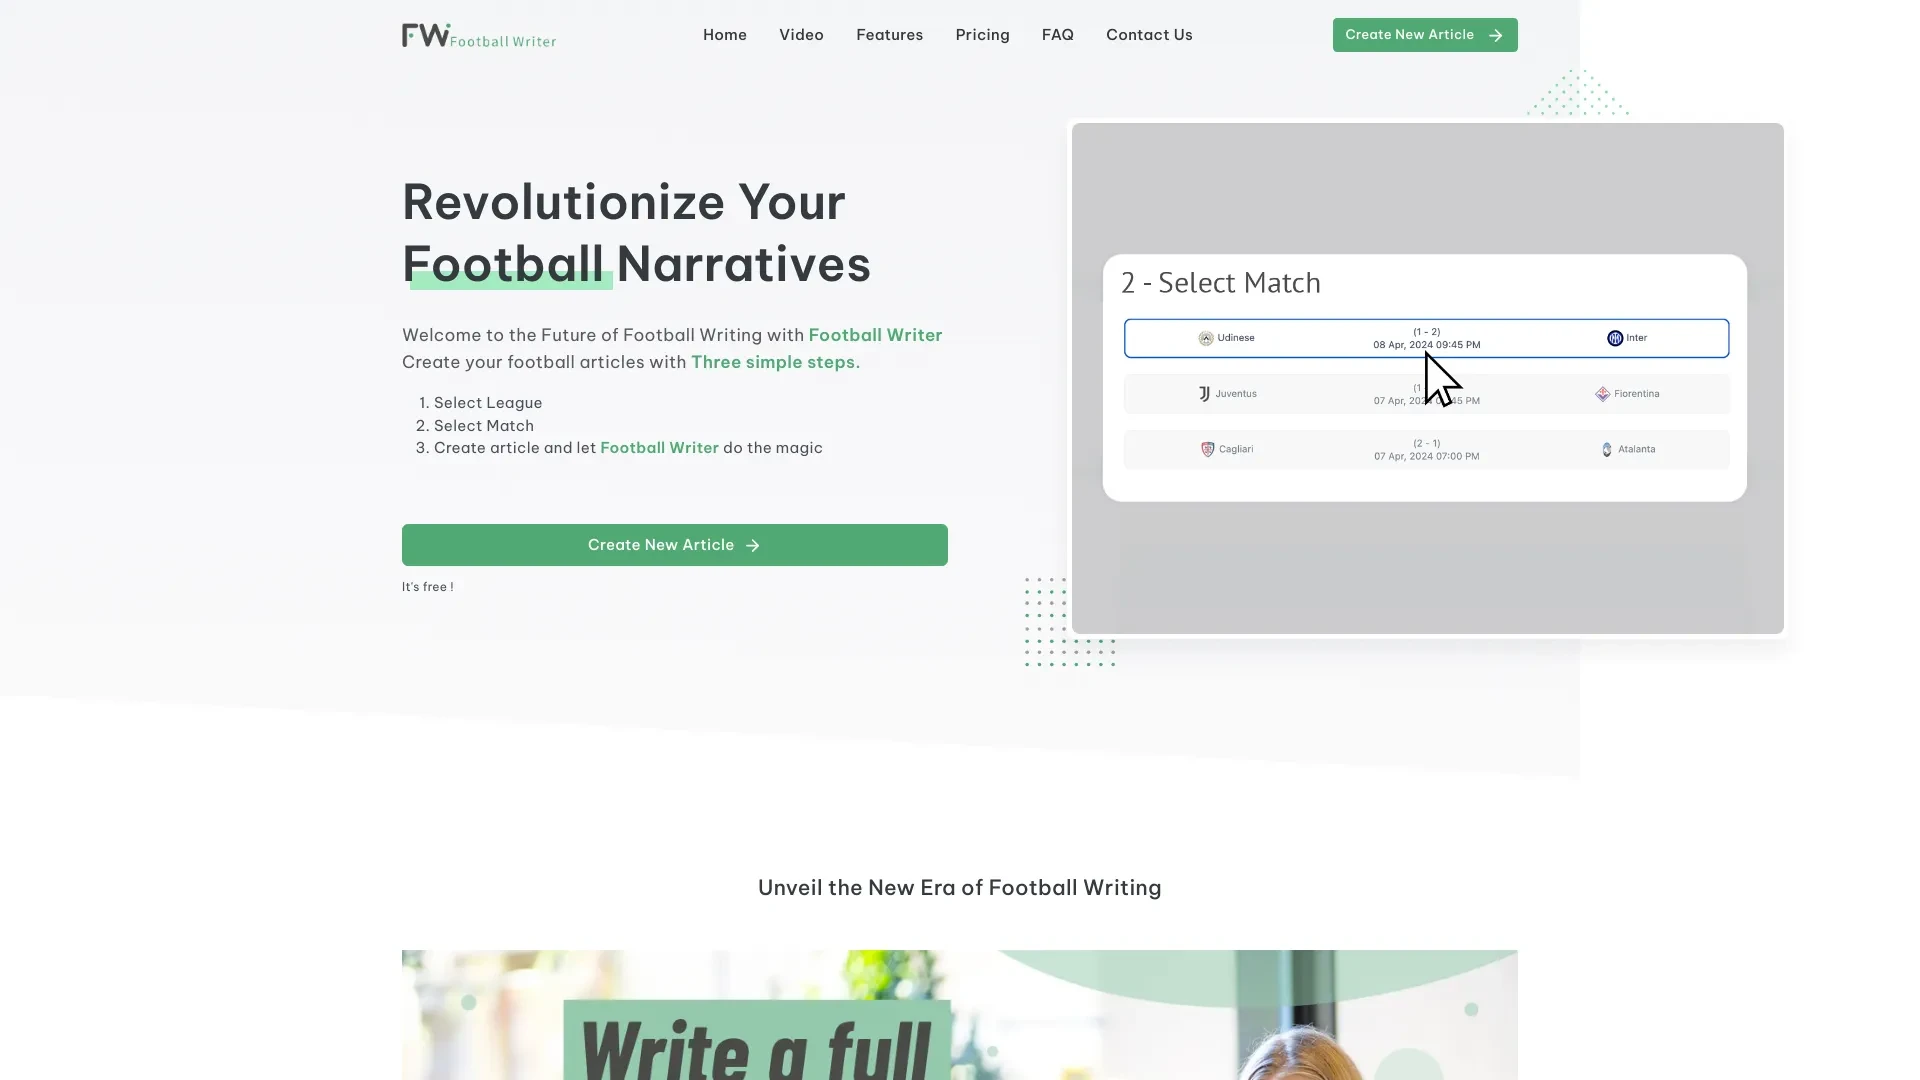 FW Football Writer
Home
Video
Features
Pricing
FAQ
Contact Us
Create New Article
Revolutionize Your
Football Narratives
Welcome to the Future of Football Writing with Football Writer
Create your football articles with Three simple steps.
1. Select League
2. Select Match
3. Create article and let Football Writer do the magic
Create New Article
It's free !
2 - Select Match
Udinese
(1 - 2)
08 Apr, 2024 09:45 PM
Inter
Juventus
(1
07 Apr, 2024
45 PM
Fiorentina
Cagliari
(2 - 1)
07 Apr, 2024 07:00 PM
Atalanta
Unveil the New Era of Football Writing
Write a full